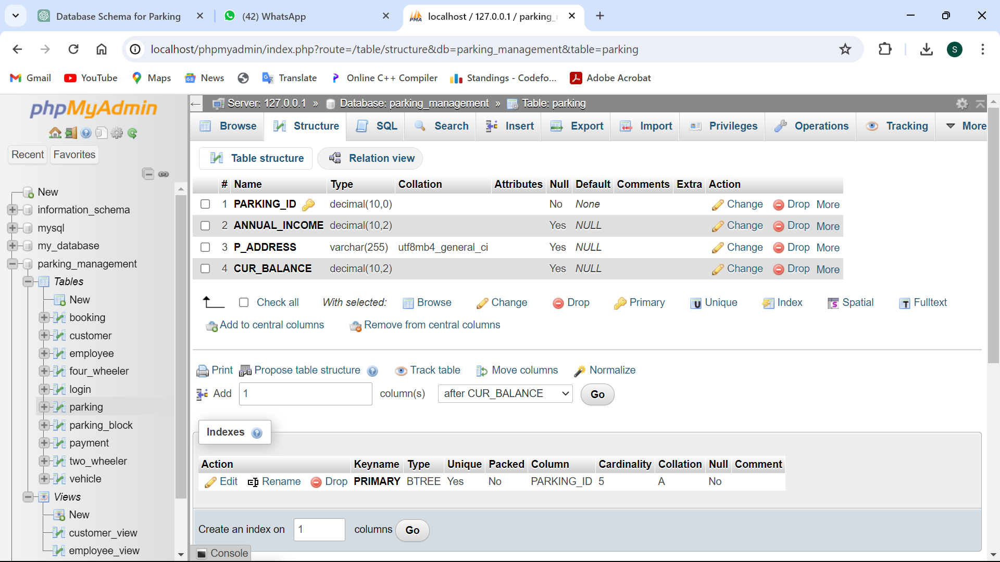 Database Schema for Parking
(42) WhatsApp
localhost / 127.0.0.1 / parking_
localhost/phpmyadmin/index.php?route=/table/structure&db=parking_management&table=parking
S
Gmail YouTube Maps News Translate Online C++ Compiler Standings - Codefo... Adobe Acrobat
phpMyAdmin
Recent Favorites
New
information_schema
mysql
my_database
parking_management
Tables
New
booking
customer
employee
four_wheeler
login
parking
parking_block
payment
two_wheeler
vehicle
Views
New
customer_view
employee_view
Server: 127.0.0.1 » Database: parking_management » Table: parking
Browse Structure SQL Search Insert Export Import Privileges Operations Tracking More
Table structure Relation view
# Name Type Collation Attributes Null Default Comments Extra Action
1 PARKING_ID decimal(10,0) No None Change Drop More
2 ANNUAL_INCOME decimal(10,2) Yes NULL Change Drop More
3 P_ADDRESS varchar(255) utf8mb4_general_ci Yes NULL Change Drop More
4 CUR_BALANCE decimal(10,2) Yes NULL Change Drop More
Check all With selected: Browse Change Drop Primary Unique Index Spatial Fulltext
Add to central columns Remove from central columns
Print Propose table structure Track table Move columns Normalize
Add 1 column(s) after CUR_BALANCE Go
Indexes
Action Keyname Type Unique Packed Column Cardinality Collation Null Comment
Edit Rename Drop PRIMARY BTREE Yes No PARKING_ID 5 A No
Create an index on 1 columns Go
Console